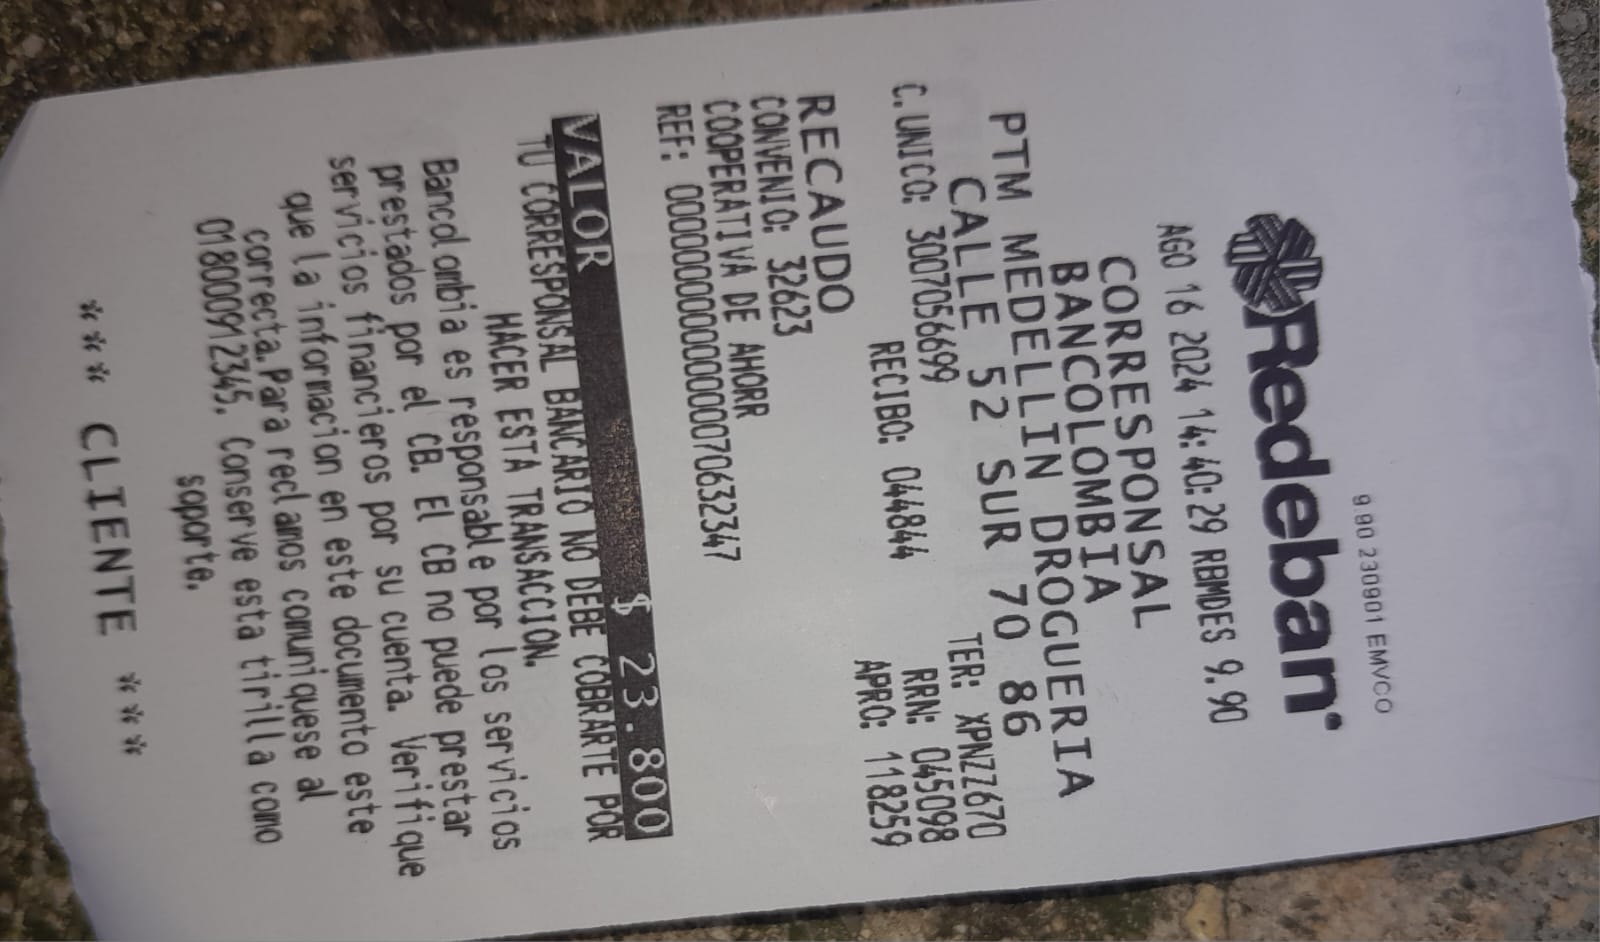 9.90 230901 EMVCO
Redeban
AGO 16 2024 14:40:29 RBMDES 9.90
CORRESPONSAL
BANCOLOMBIA
PTM MEDELLIN DROGUERIA
CALLE 52 SUR 70 86
C. UNICO: 3007056699 TER: XPNZZ670
RECIBO: 044844 RRN: 045098
APRO: 118259
RECAUDO
CONVENIO: 32623
COOPERATIVA DE AHORR
REF: 000000000000000000000070632347
VALOR $ 23.800
TU CORRESPONSAL BANCARIO NO DEBE COBRARTE POR
HACER ESTA TRANSACCION.
Bancolombia es responsable por los servicios
prestados por el CB. El CB no puede prestar
servicios financieros por su cuenta. Verifique
que la informacion en este documento este
correcta. Para reclamos comuniquese al
018000912345. Conserve esta tirilla como
soporte.
*** CLIENTE ***